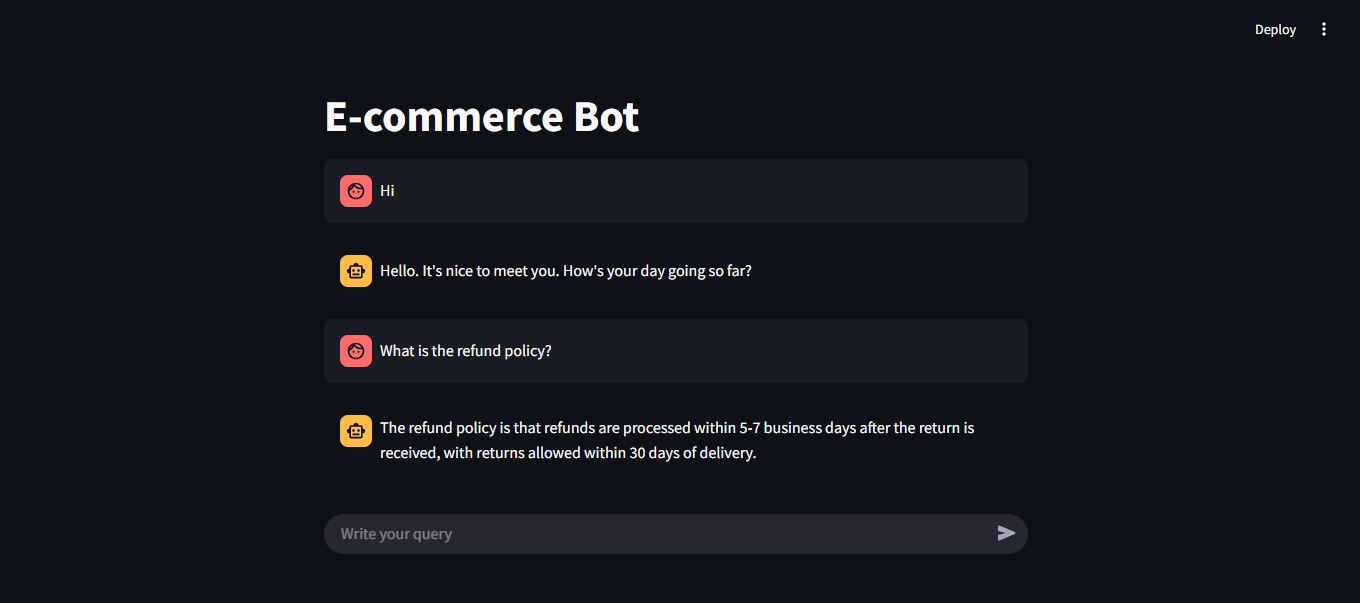 Deploy
E-commerce Bot
Hi
Hello. It's nice to meet you. How's your day going so far?
What is the refund policy?
The refund policy is that refunds are processed within 5-7 business days after the return is
received, with returns allowed within 30 days of delivery.
Write your query